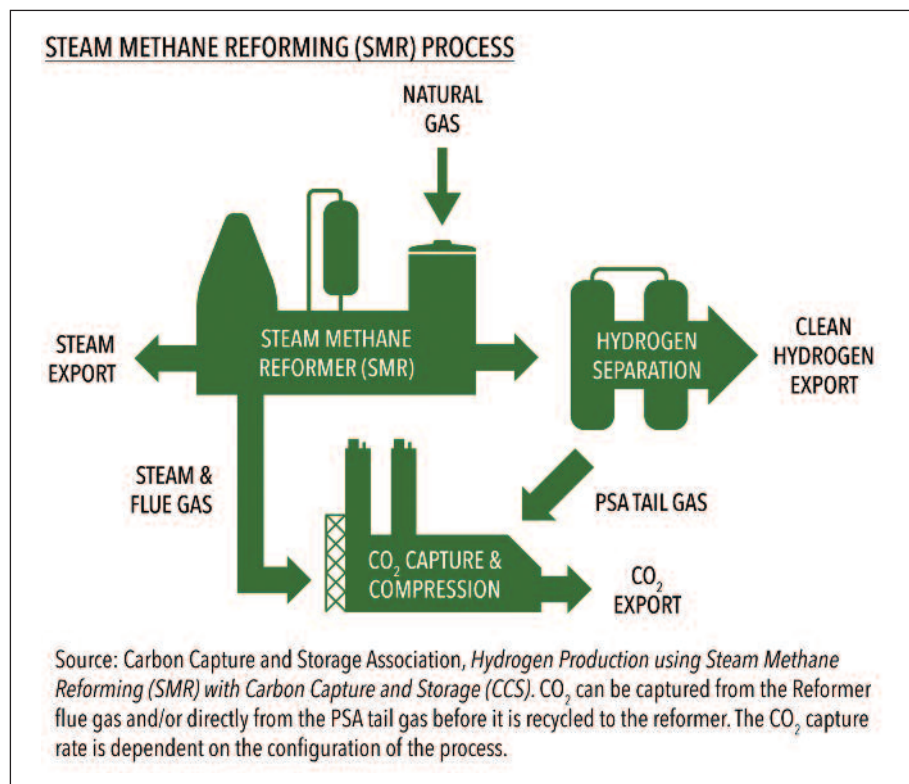 STEAM METHANE REFORMING (SMR) PROCESS
NATURAL
GAS
STEAM
EXPORT
STEAM METHANE
REFORMER (SMR)
HYDROGEN
SEPARATION
CLEAN
HYDROGEN
EXPORT
STEAM &
FLUE GAS
PSA TAIL GAS
CO₂ CAPTURE &
COMPRESSION
CO₂
EXPORT
Source: Carbon Capture and Storage Association, Hydrogen Production using Steam Methane
Reforming (SMR) with Carbon Capture and Storage (CCS). CO₂ can be captured from the Reformer
flue gas and/or directly from the PSA tail gas before it is recycled to the reformer. The CO₂ capture
rate is dependent on the configuration of the process.